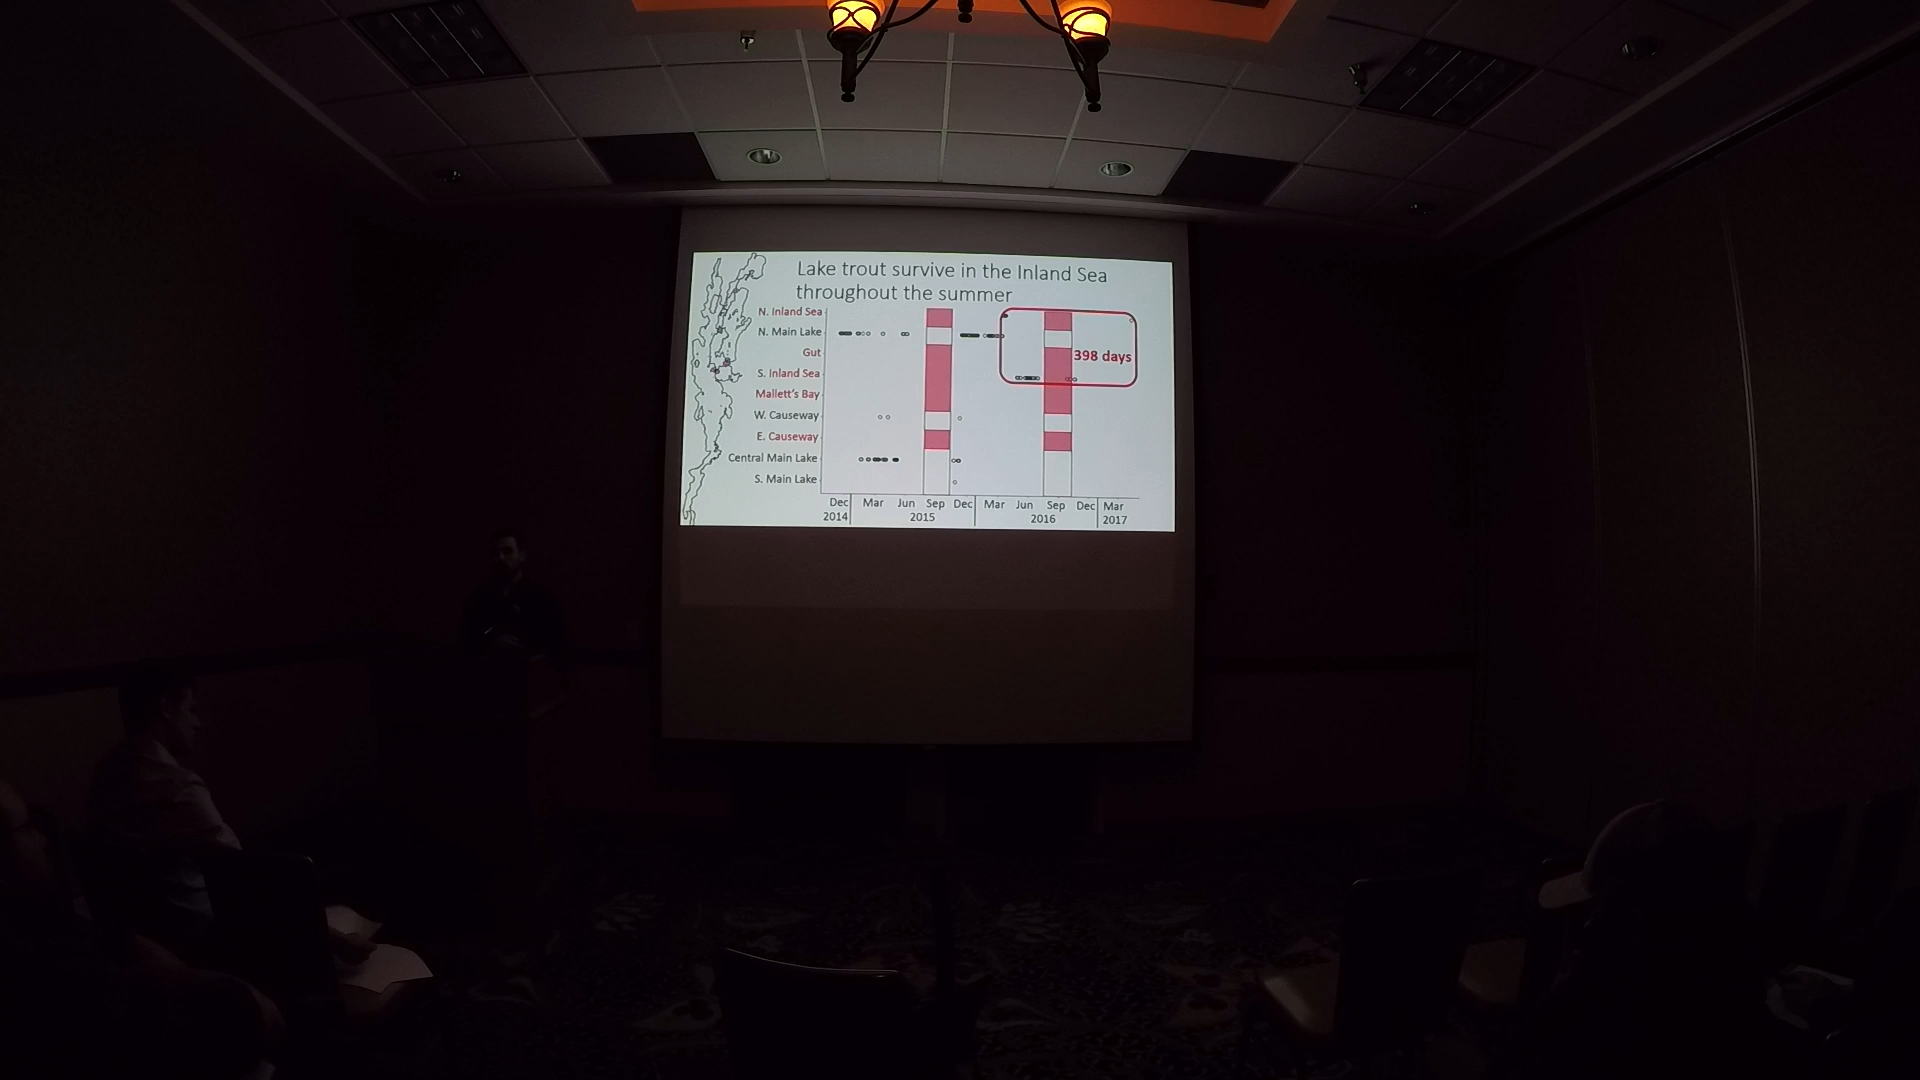 Lake trout survive in the Inland Sea
throughout the summer
N. Inland Sea
N. Main Lake
Gut
398 days
S. Inland Sea
Mallett's Bay
W. Causeway
E. Causeway
Central Main Lake
S. Main Lake
Dec Mar Jun Sep Dec Mar Jun Sep Dec Mar
2014 2015 2016 2017